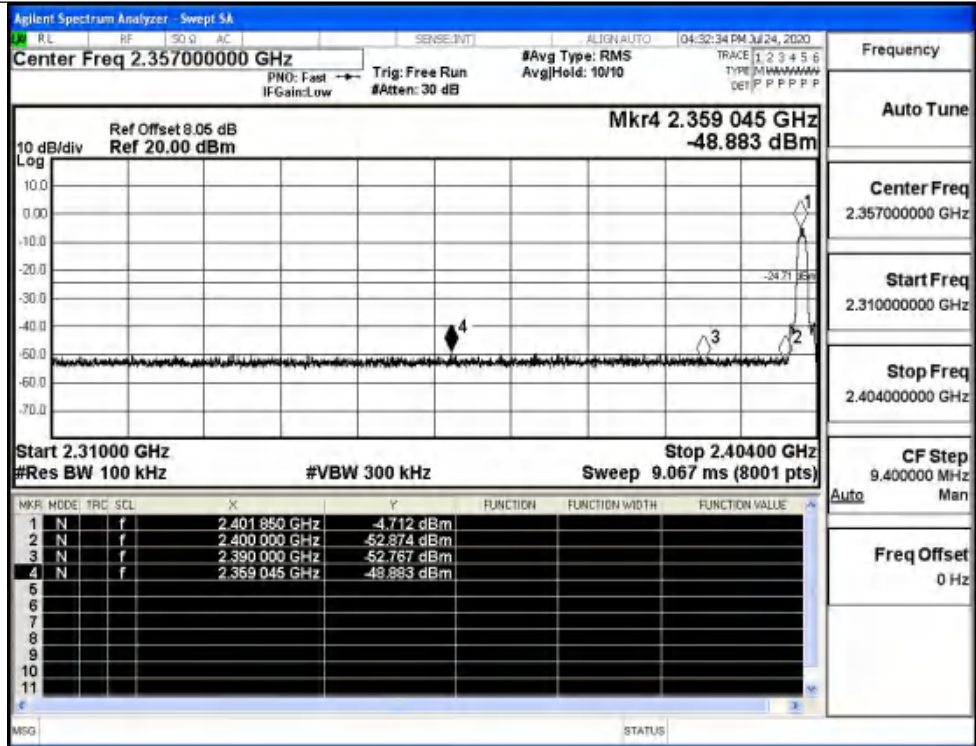 Agilent Spectrum Analyzer - Swept SA
RL RF 50 Ω AC SENSE:INT ALIGN AUTO 04:32:34 PM Jul 24, 2020
Center Freq 2.357000000 GHz
PNO: Fast
IFGain:Low
Trig: Free Run
#Atten: 30 dB
#Avg Type: RMS
Avg|Hold: 10/10
TRACE 1 2 3 4 5 6
TYPE M
DET P P P P P P
Mkr4 2.359 045 GHz
-48.883 dBm
Ref Offset 8.05 dB
10 dB/div Ref 20.00 dBm
Log
10.0
0.00
-10.0
-20.0
-30.0
-40.0
-50.0
-60.0
-70.0
1
-24.71 dBm
4
3
2
Start 2.31000 GHz Stop 2.40400 GHz
#Res BW 100 kHz #VBW 300 kHz Sweep 9.067 ms (8001 pts)
MKR MODE TRC SCL X Y FUNCTION FUNCTION WIDTH FUNCTION VALUE
1 N f 2.401 850 GHz -4.712 dBm
2 N f 2.400 000 GHz -52.874 dBm
3 N f 2.390 000 GHz -52.767 dBm
4 N f 2.359 045 GHz -48.883 dBm
5
6
7
8
9
10
11
MSG STATUS
Frequency
Auto Tune
Center Freq
2.357000000 GHz
Start Freq
2.310000000 GHz
Stop Freq
2.404000000 GHz
CF Step
9.400000 MHz
Auto Man
Freq Offset
0 Hz